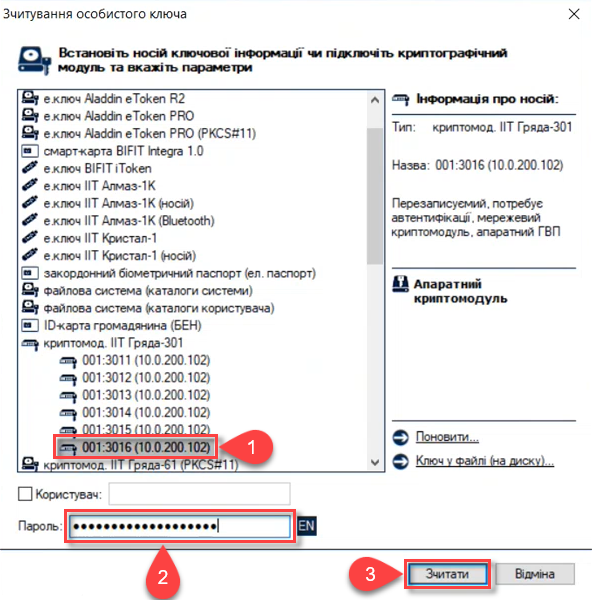 Зчитування особистого ключа
Встановіть носій ключової інформації чи підключіть криптографічний
модуль та вкажіть параметри
е.ключ Aladdin eToken R2
е.ключ Aladdin eToken PRO
е.ключ Aladdin eToken PRO (PKCS#11)
смарт-карта BIFIT Integra 1.0
е.ключ BIFIT iToken
е.ключ ІІТ Алмаз-1К
е.ключ ІІТ Алмаз-1К (носій)
е.ключ ІІТ Алмаз-1К (Bluetooth)
е.ключ ІІТ Кристал-1
е.ключ ІІТ Кристал-1 (носій)
закордонний біометричний паспорт (ел. паспорт)
файлова система (каталоги системи)
файлова система (каталоги користувача)
ID-карта громадянина (БЕН)
криптомод. ІІТ Гряда-301
001:3011 (10.0.200.102)
001:3012 (10.0.200.102)
001:3013 (10.0.200.102)
001:3014 (10.0.200.102)
001:3015 (10.0.200.102)
001:3016 (10.0.200.102)
1
криптомод. ІІТ Гряда-61 (PKCS#11)
Інформація про носій:
Тип: криптомод. ІІТ Гряда-301
Назва: 001:3016 (10.0.200.102)
Перезаписуємий, потребує
автентифікації, мережевий
криптомодуль, апаратний ГВП
Апаратний
криптомодуль
Поновити...
Ключ у файлі (на диску)...
Користувач:
Пароль: ●●●●●●●●●●●●●●●●●●● EN
2
3
Зчитати
Відміна